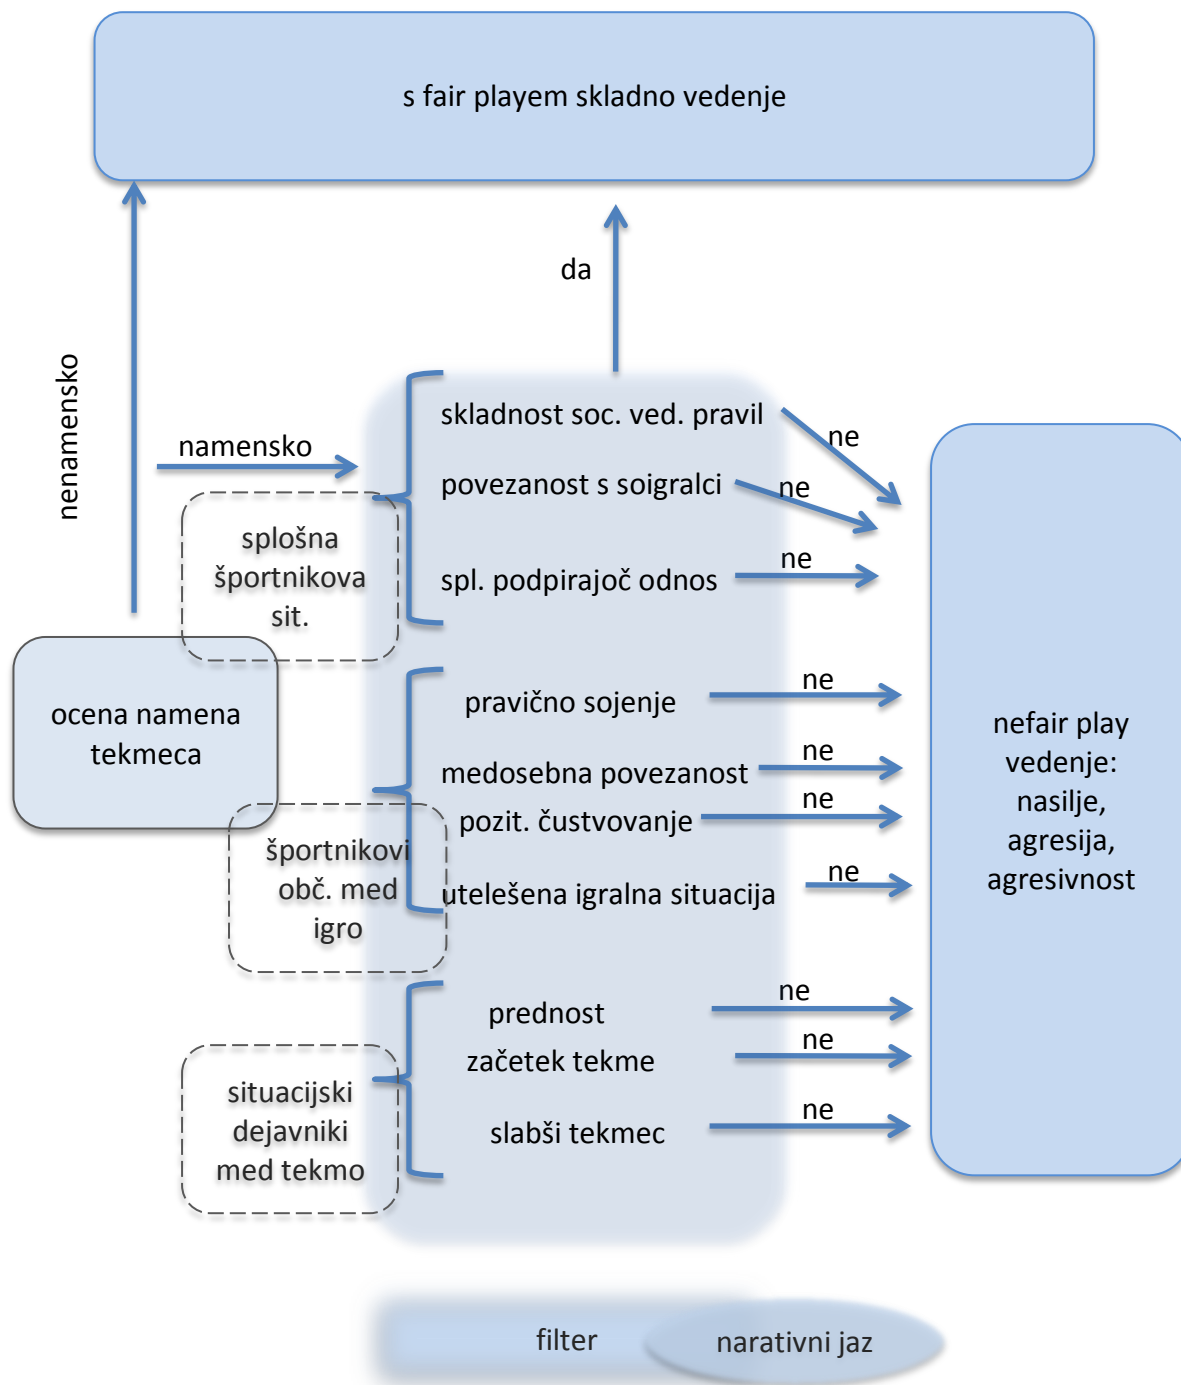 s fair playem skladno vedenje
da
nenamensko
namensko
skladnost soc. ved. pravil
ne
povezanost s soigralci
ne
splošna
športnikova
sit.
spl. podpirajoč odnos
ne
ocena namena
tekmeca
pravično sojenje
ne
medosebna povezanost
ne
pozit. čustvovanje
ne
športnikovi
obč. med
igro
utelešena igralna situacija
ne
nefair play
vedenje:
nasilje,
agresija,
agresivnost
prednost
ne
začetek tekme
ne
situacijski
dejavniki
med tekmo
slabši tekmec
ne
filter
narativni jaz